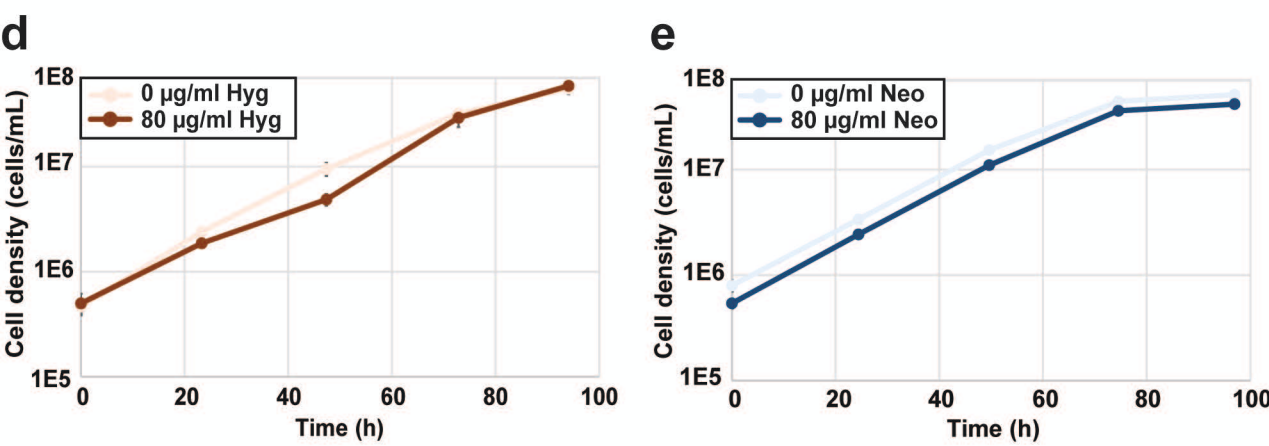 d
Cell density (cells/mL)
1E8
1E7
1E6
1E5
0 µg/ml Hyg
80 µg/ml Hyg
0 20 40 60 80 100
Time (h)
e
Cell density (cells/mL)
1E8
1E7
1E6
1E5
0 µg/ml Neo
80 µg/ml Neo
0 20 40 60 80 100
Time (h)